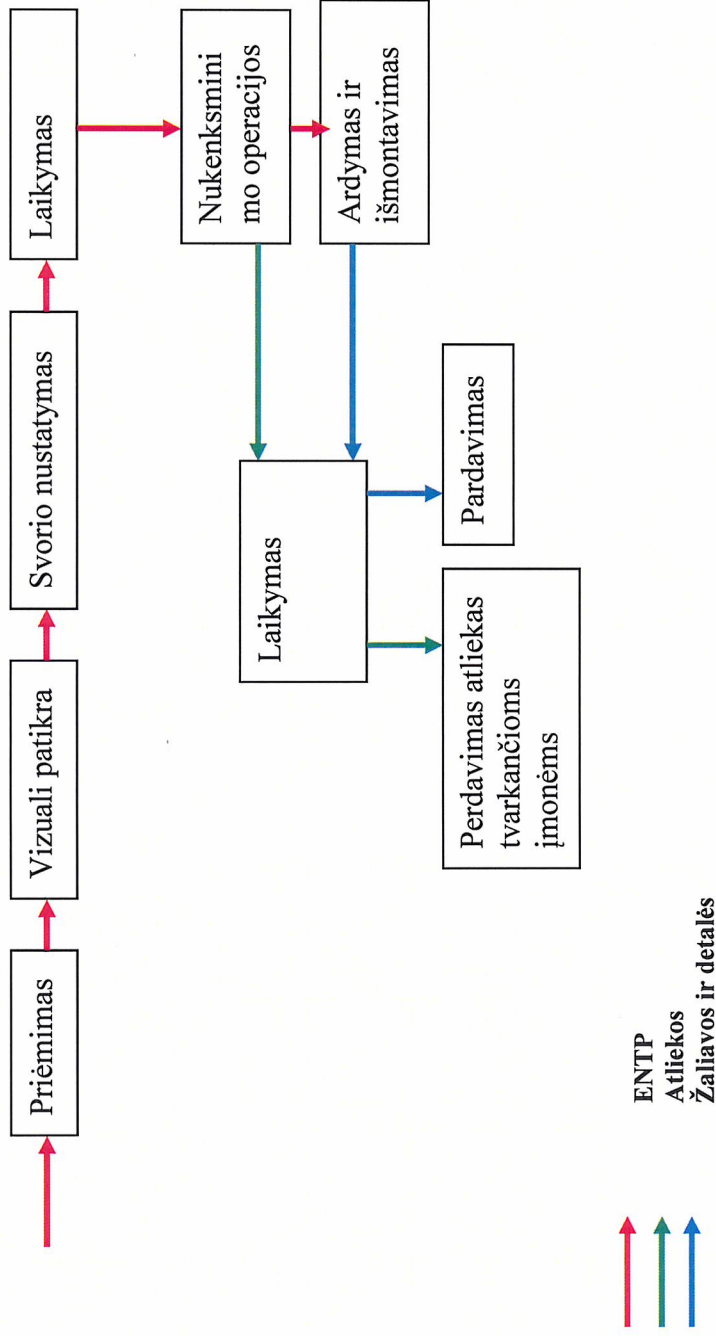 Priėmimas
Vizuali patikra
Svorio nustatymas
Laikymas
Nukenksmini
mo operacijos
Ardymas ir
išmontavimas
Laikymas
Perdavimas atliekas
tvarkančioms
įmonėms
Pardavimas
ENTP
Atliekos
Žaliavos ir detalės